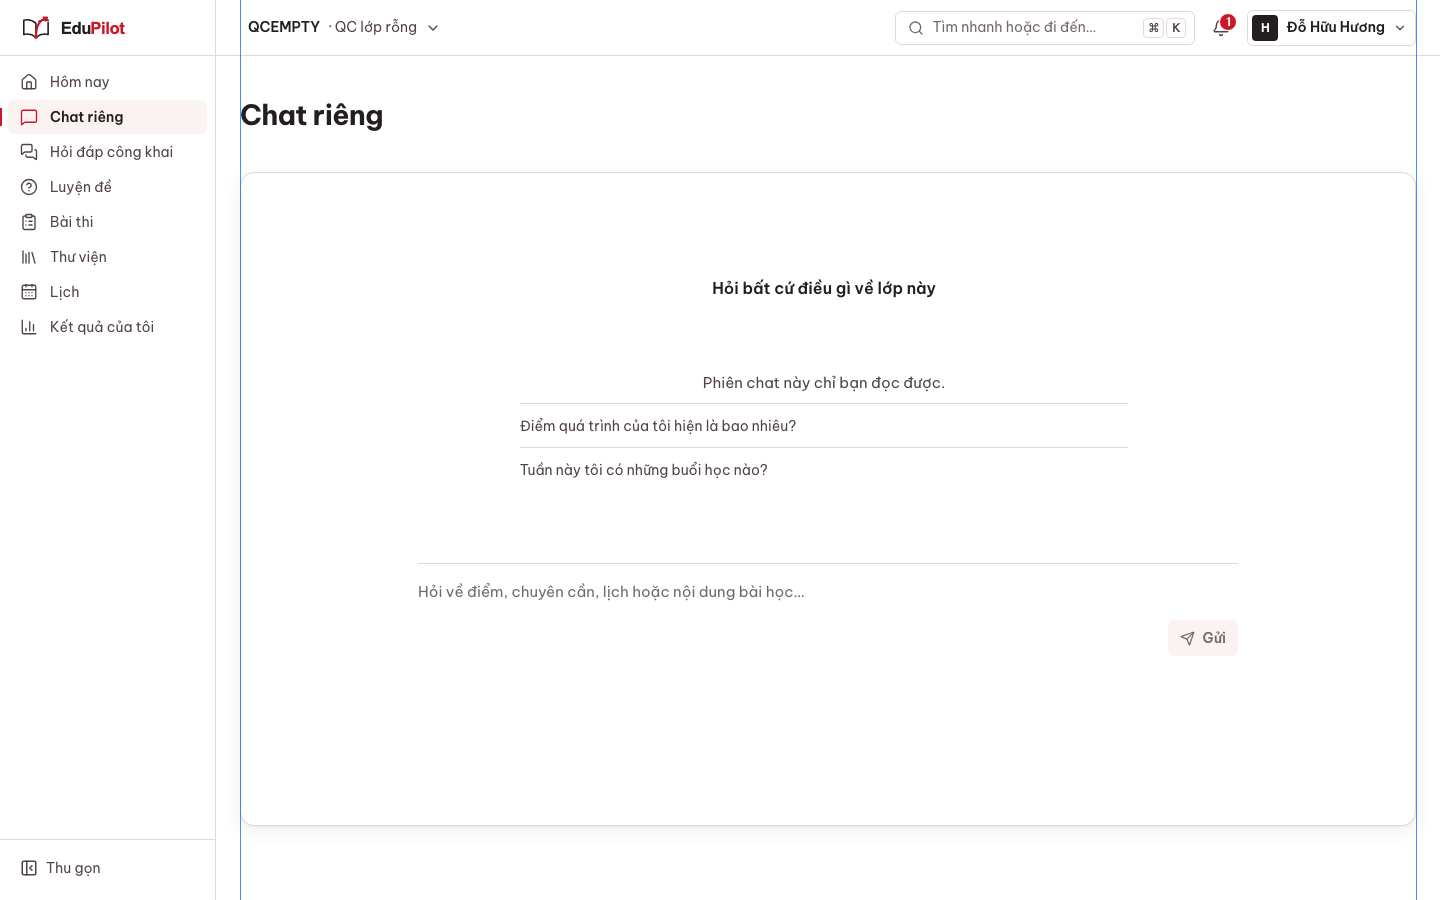 EduPilot
QCEMPTY · QC lớp rỗng
Tìm nhanh hoặc đi đến...
⌘ K
1
H
Đỗ Hữu Hương
Hôm nay
Chat riêng
Hỏi đáp công khai
Luyện đề
Bài thi
Thư viện
Lịch
Kết quả của tôi
Thu gọn
Chat riêng
Hỏi bất cứ điều gì về lớp này
Phiên chat này chỉ bạn đọc được.
Điểm quá trình của tôi hiện là bao nhiêu?
Tuần này tôi có những buổi học nào?
Hỏi về điểm, chuyên cần, lịch hoặc nội dung bài học...
Gửi